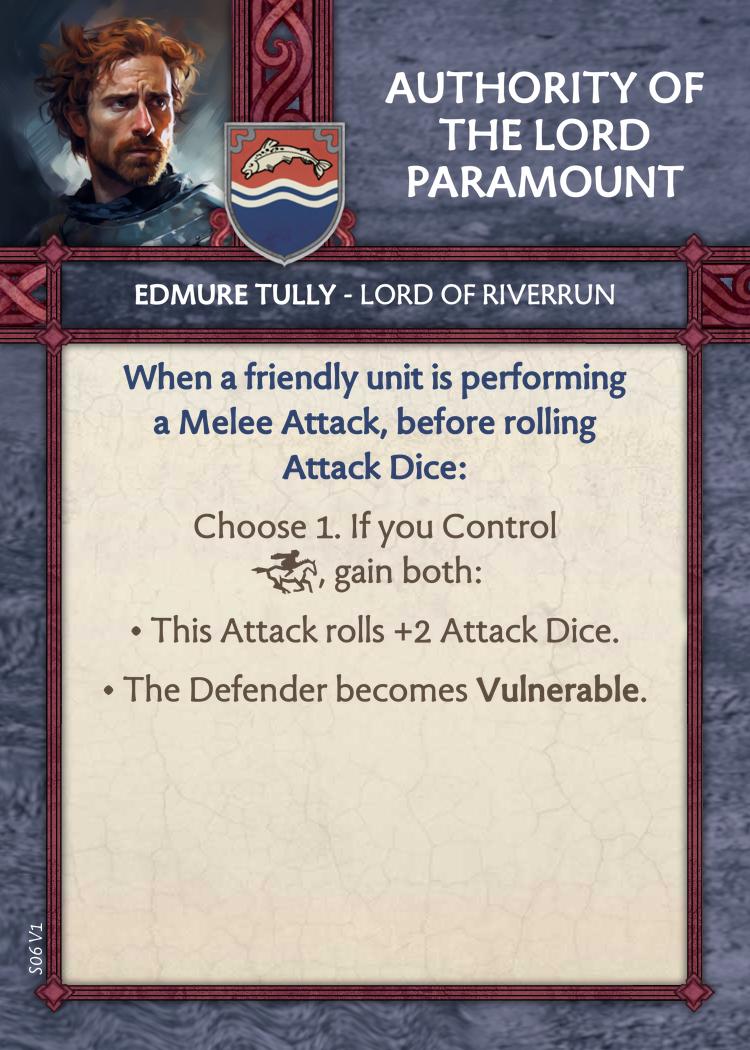 AUTHORITY OF
THE LORD
PARAMOUNT
EDMURE TULLY - LORD OF RIVERRUN
When a friendly unit is performing
a Melee Attack, before rolling
Attack Dice:
Choose 1. If you Control
, gain both:
• This Attack rolls +2 Attack Dice.
• The Defender becomes Vulnerable.
S06 V1